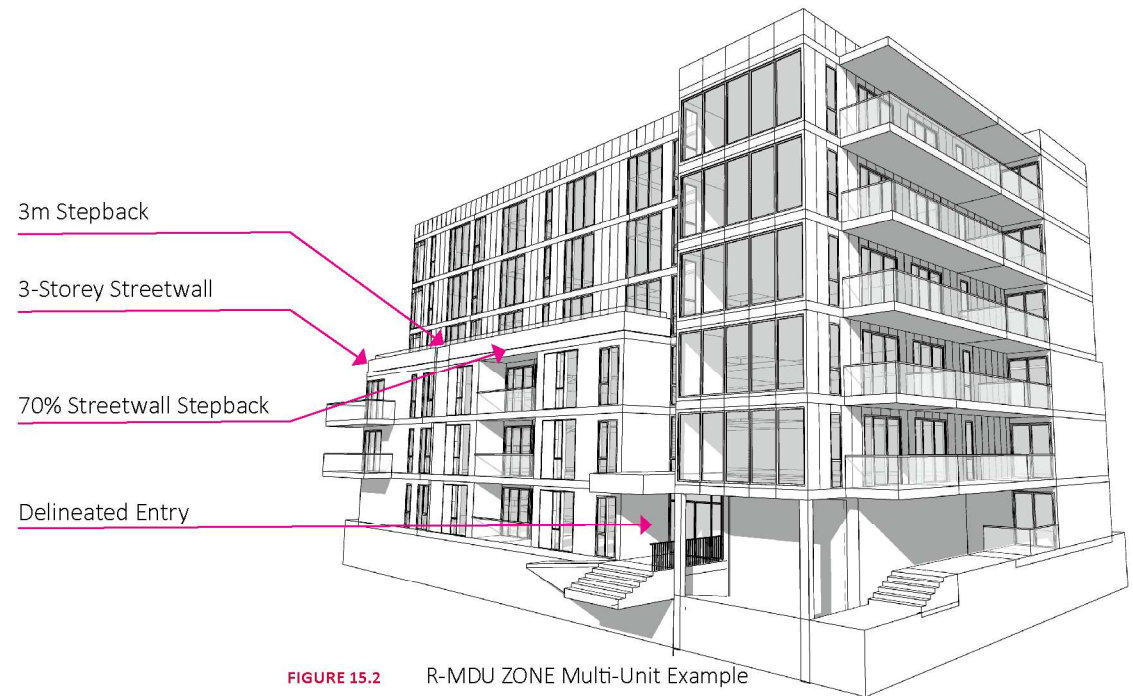 3m Stepback
3-Storey Streetwall
70% Streetwall Stepback
Delineated Entry
FIGURE 15.2 R-MDU ZONE Multi-Unit Example